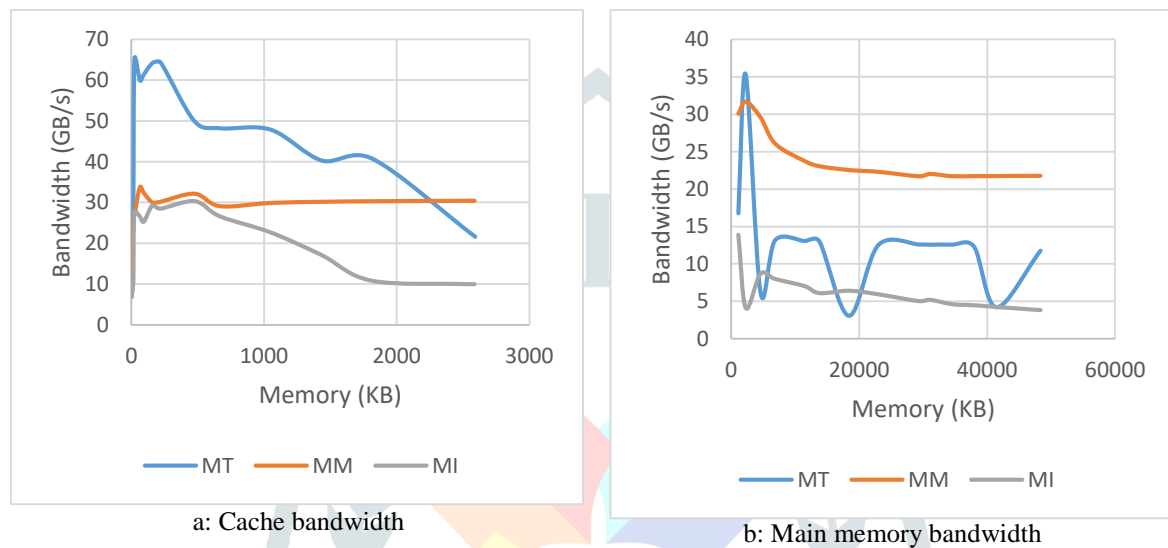 70
60
50
40
30
20
10
0
Bandwidth (GB/s)
0 1000 2000 3000
Memory (KB)
MT MM MI
a: Cache bandwidth
40
35
30
25
20
15
10
5
0
Bandwidth (GB/s)
0 20000 40000 60000
Memory (KB)
MT MM MI
b: Main memory bandwidth